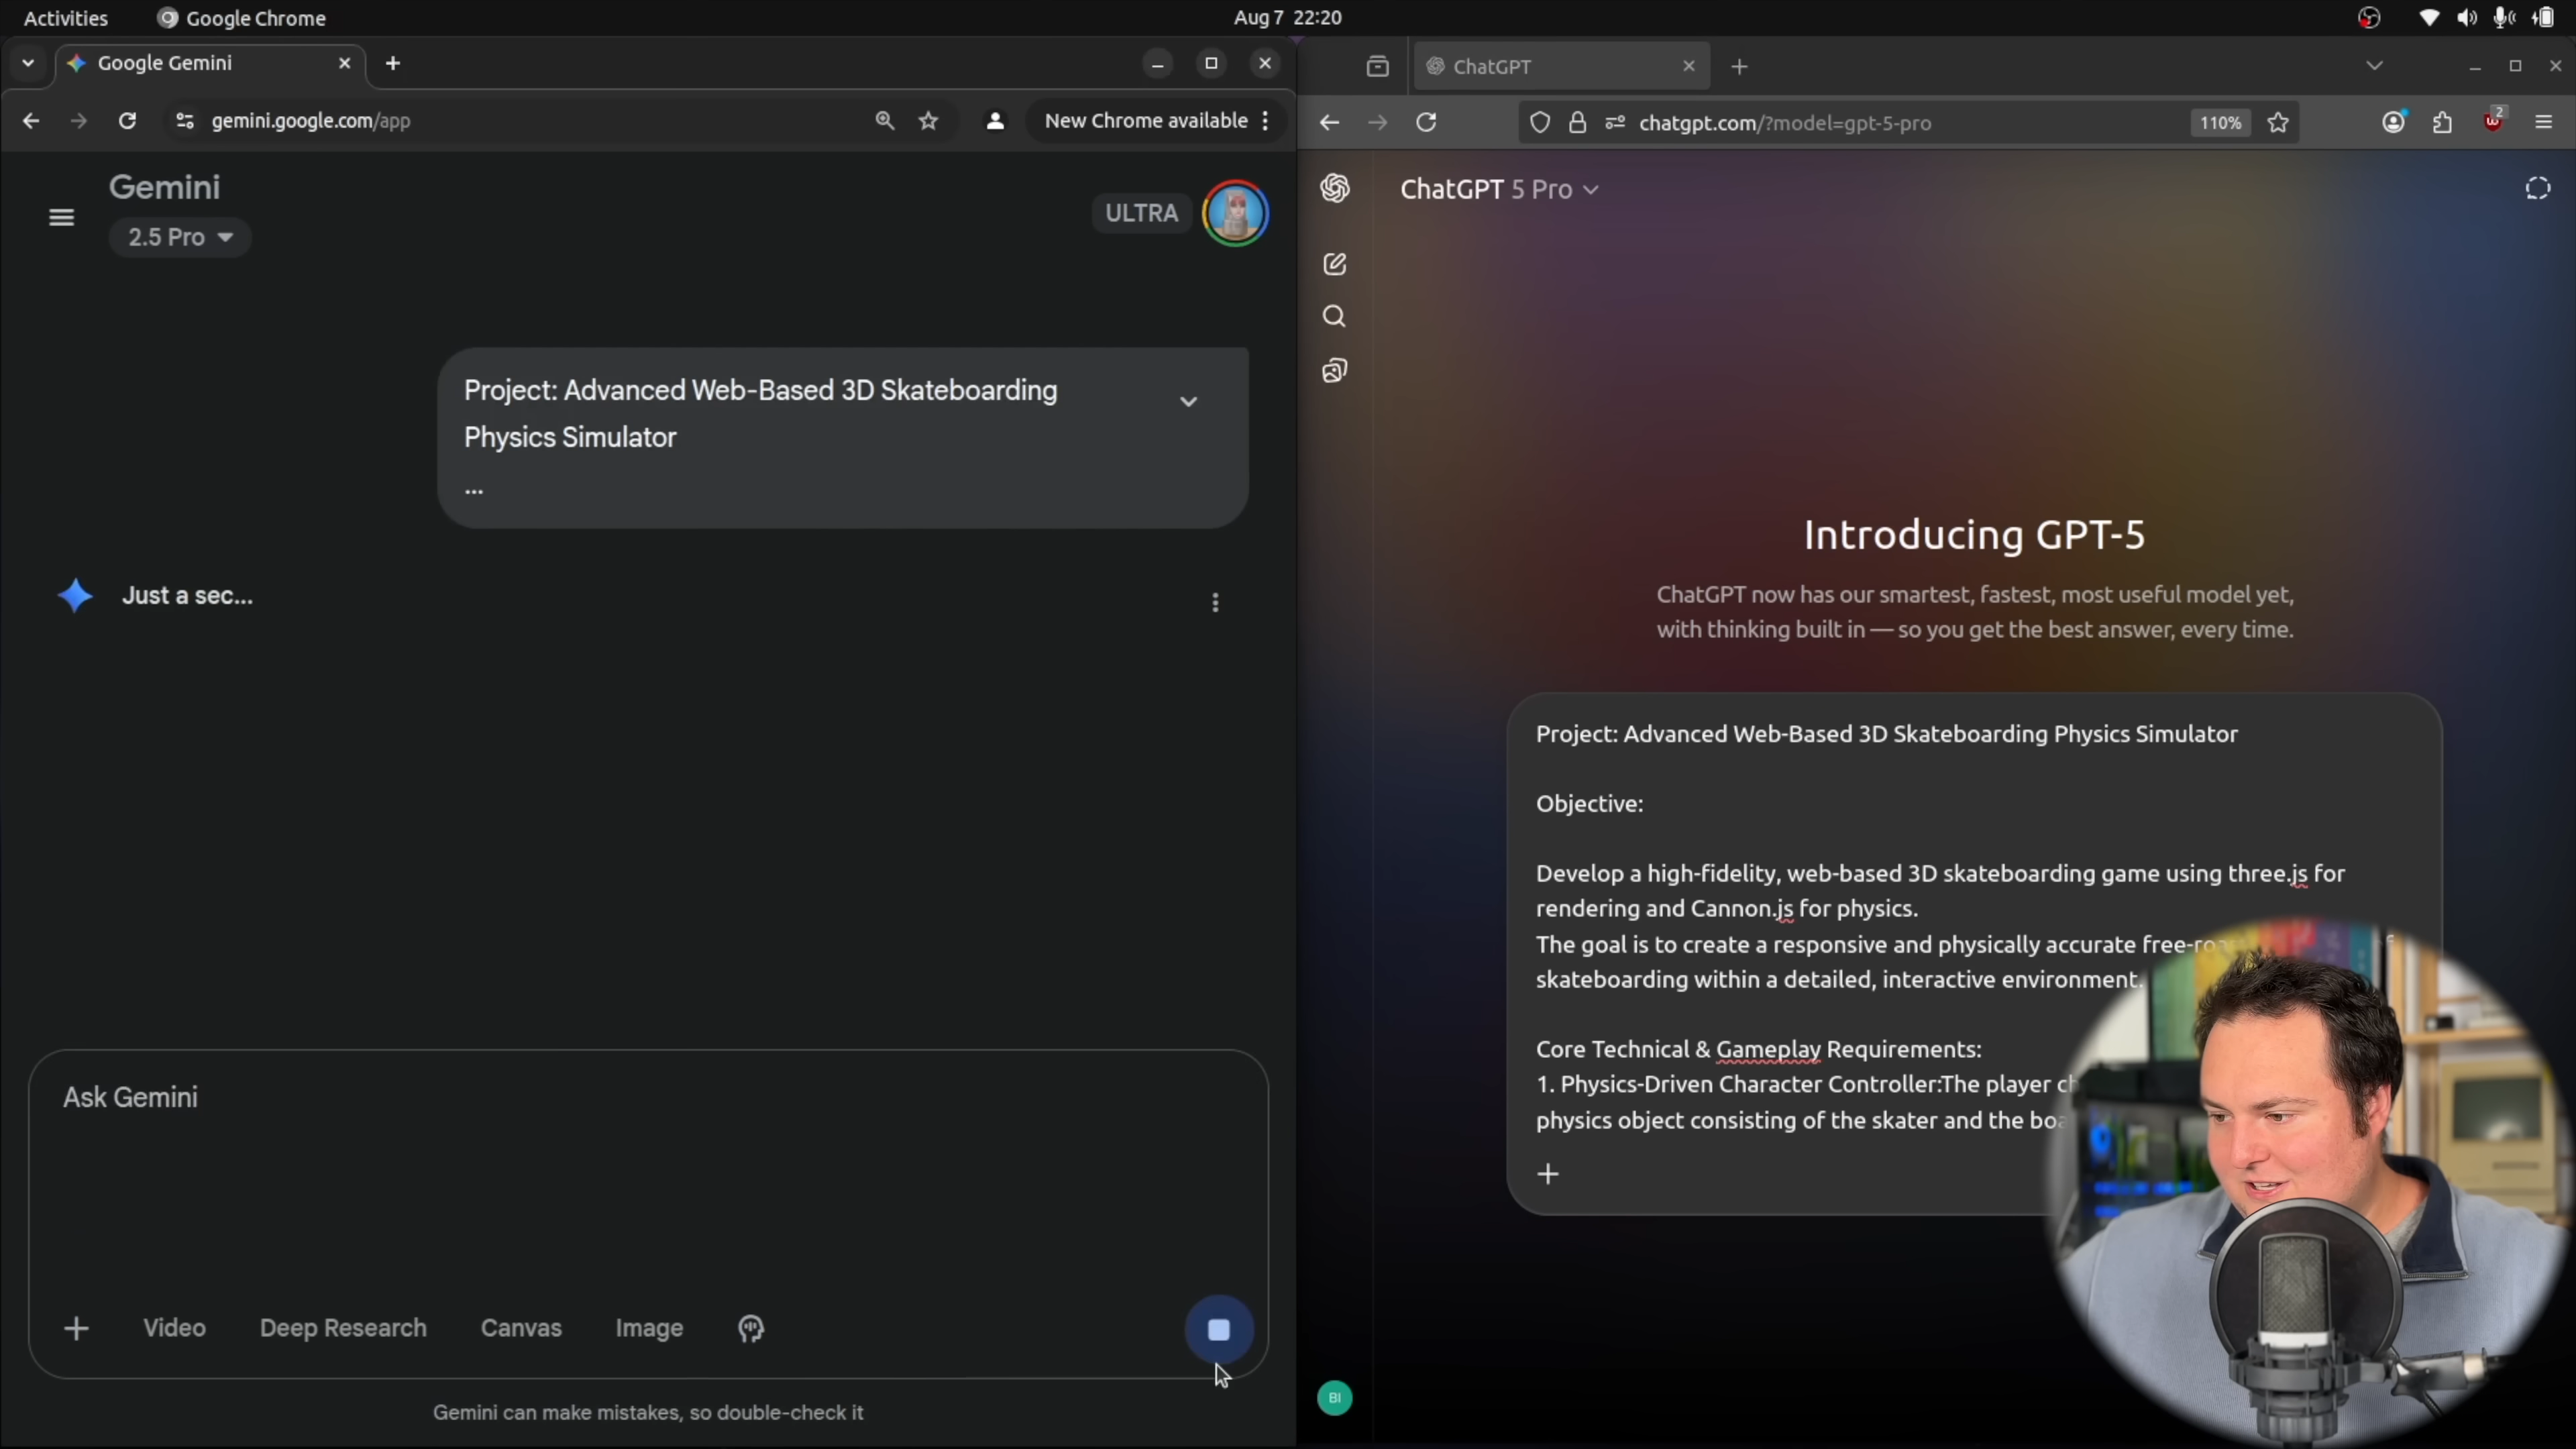 Activities
Google Chrome
Aug 7 22:20
Google Gemini
gemini.google.com/app
New Chrome available
Gemini
2.5 Pro
ULTRA
Project: Advanced Web-Based 3D Skateboarding
Physics Simulator
...
Just a sec...
Ask Gemini
Video
Deep Research
Canvas
Image
Gemini can make mistakes, so double-check it
ChatGPT
chatgpt.com/?model=gpt-5-pro
110%
2
ChatGPT 5 Pro
Introducing GPT-5
ChatGPT now has our smartest, fastest, most useful model yet,
with thinking built in — so you get the best answer, every time.
Project: Advanced Web-Based 3D Skateboarding Physics Simulator
Objective:
Develop a high-fidelity, web-based 3D skateboarding game using three.js for
rendering and Cannon.js for physics.
The goal is to create a responsive and physically accurate
skateboarding within a detailed, interactive environment.
Core Technical & Gameplay Requirements:
1. Physics-Driven Character Controller:The player
physics object consisting of the skater and the
BI